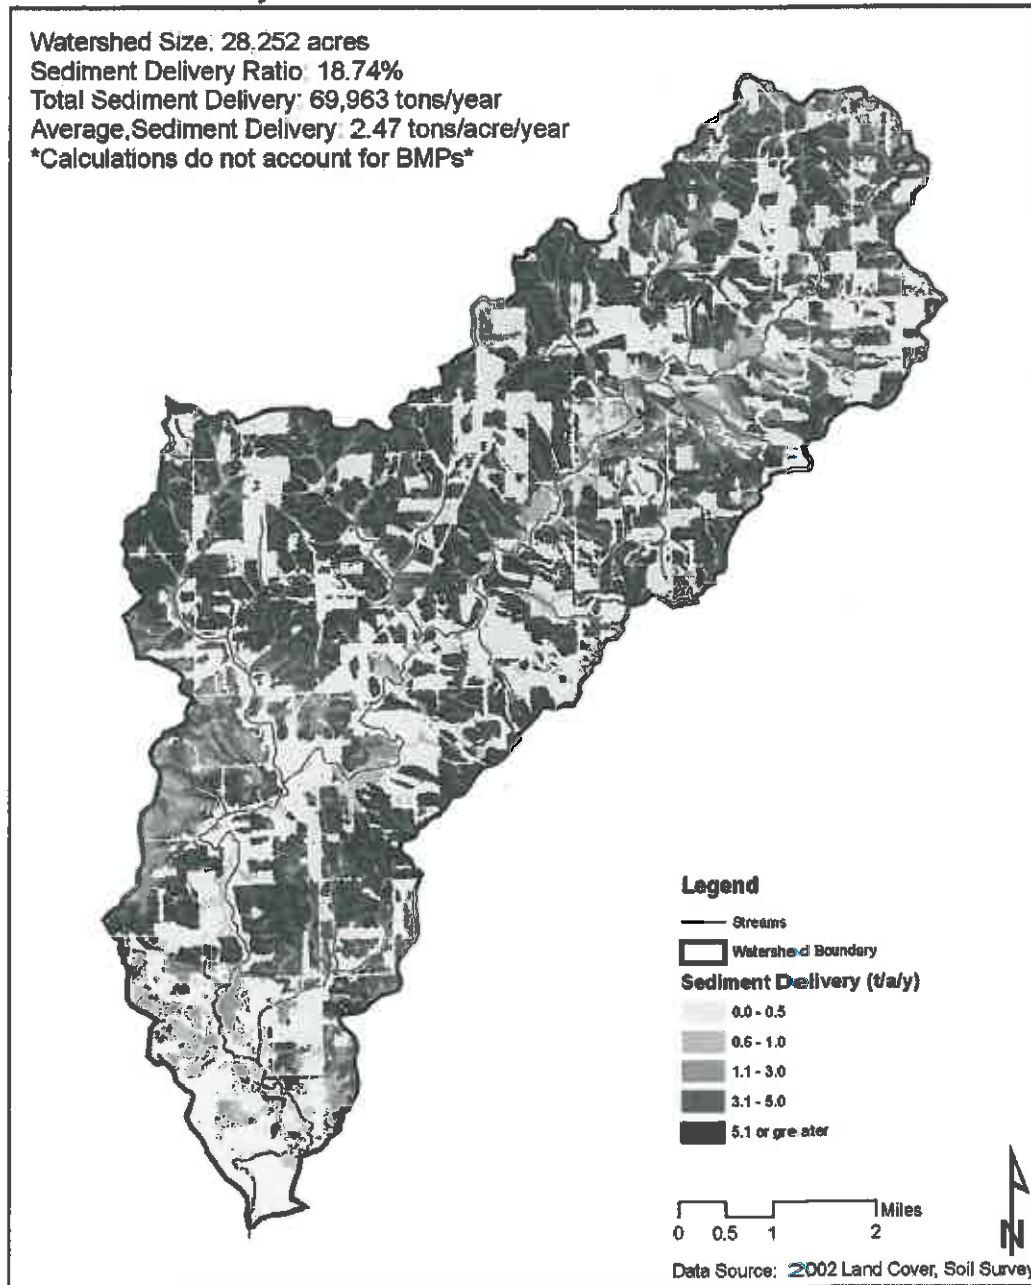 Watershed Size: 28,252 acres
Sediment Delivery Ratio: 18.74%
Total Sediment Delivery: 69,963 tons/year
Average Sediment Delivery: 2.47 tons/acre/year
*Calculations do not account for BMPs*
Legend
Streams
Watershed Boundary
Sediment Delivery (t/a/y)
0.0 - 0.5
0.6 - 1.0
1.1 - 3.0
3.1 - 5.0
5.1 or greater
Miles
0 0.5 1 2
N
Data Source: 2002 Land Cover, Soil Survey